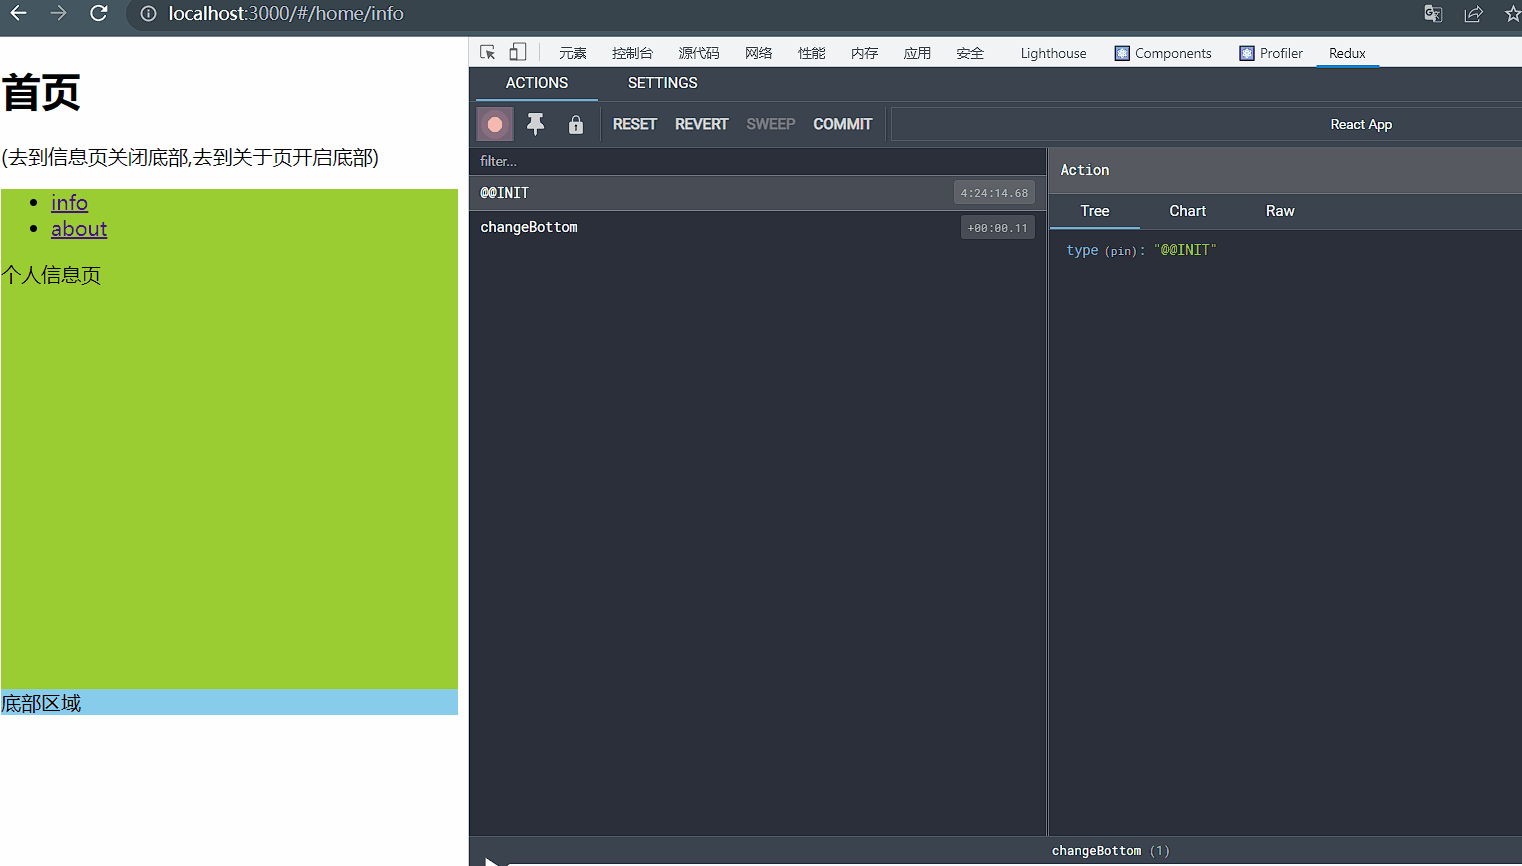 localhost:3000/#/home/info
首页
(去到信息页关闭底部,去到关于页开启底部)
info
about
个人信息页
底部区域
元素 控制台 源代码 网络 性能 内存 应用 安全 Lighthouse Components Profiler Redux
ACTIONS SETTINGS
RESET REVERT SWEEP COMMIT React App
filter...
@@INIT 4:24:14.68
changeBottom +00:00.11
Action
Tree Chart Raw
type (pin): "@@INIT"
changeBottom (1)